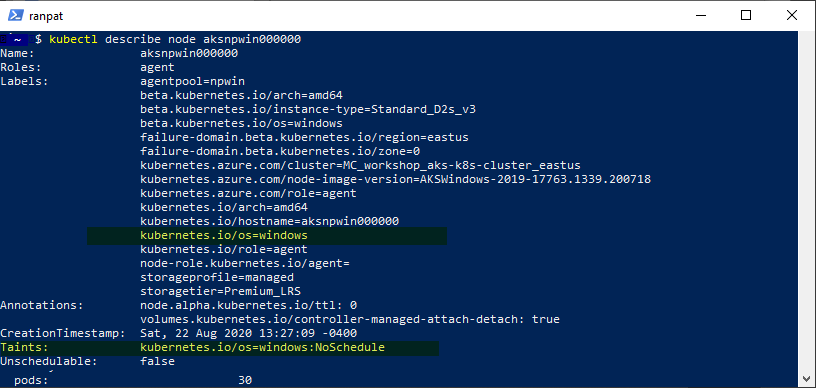 ranpat
~ $ kubectl describe node aksnpwin000000
Name: aksnpwin000000
Roles: agent
Labels: agentpool=npwin
beta.kubernetes.io/arch=amd64
beta.kubernetes.io/instance-type=Standard_D2s_v3
beta.kubernetes.io/os=windows
failure-domain.beta.kubernetes.io/region=eastus
failure-domain.beta.kubernetes.io/zone=0
kubernetes.azure.com/cluster=MC_workshop_aks-k8s-cluster_eastus
kubernetes.azure.com/node-image-version=AKSWindows-2019-17763.1339.200718
kubernetes.azure.com/role=agent
kubernetes.io/arch=amd64
kubernetes.io/hostname=aksnpwin000000
kubernetes.io/os=windows
kubernetes.io/role=agent
node-role.kubernetes.io/agent=
storageprofile=managed
storagetier=Premium_LRS
Annotations: node.alpha.kubernetes.io/ttl: 0
volumes.kubernetes.io/controller-managed-attach-detach: true
CreationTimestamp: Sat, 22 Aug 2020 13:27:09 -0400
Taints: kubernetes.io/os=windows:NoSchedule
Unschedulable: false
pods: 30